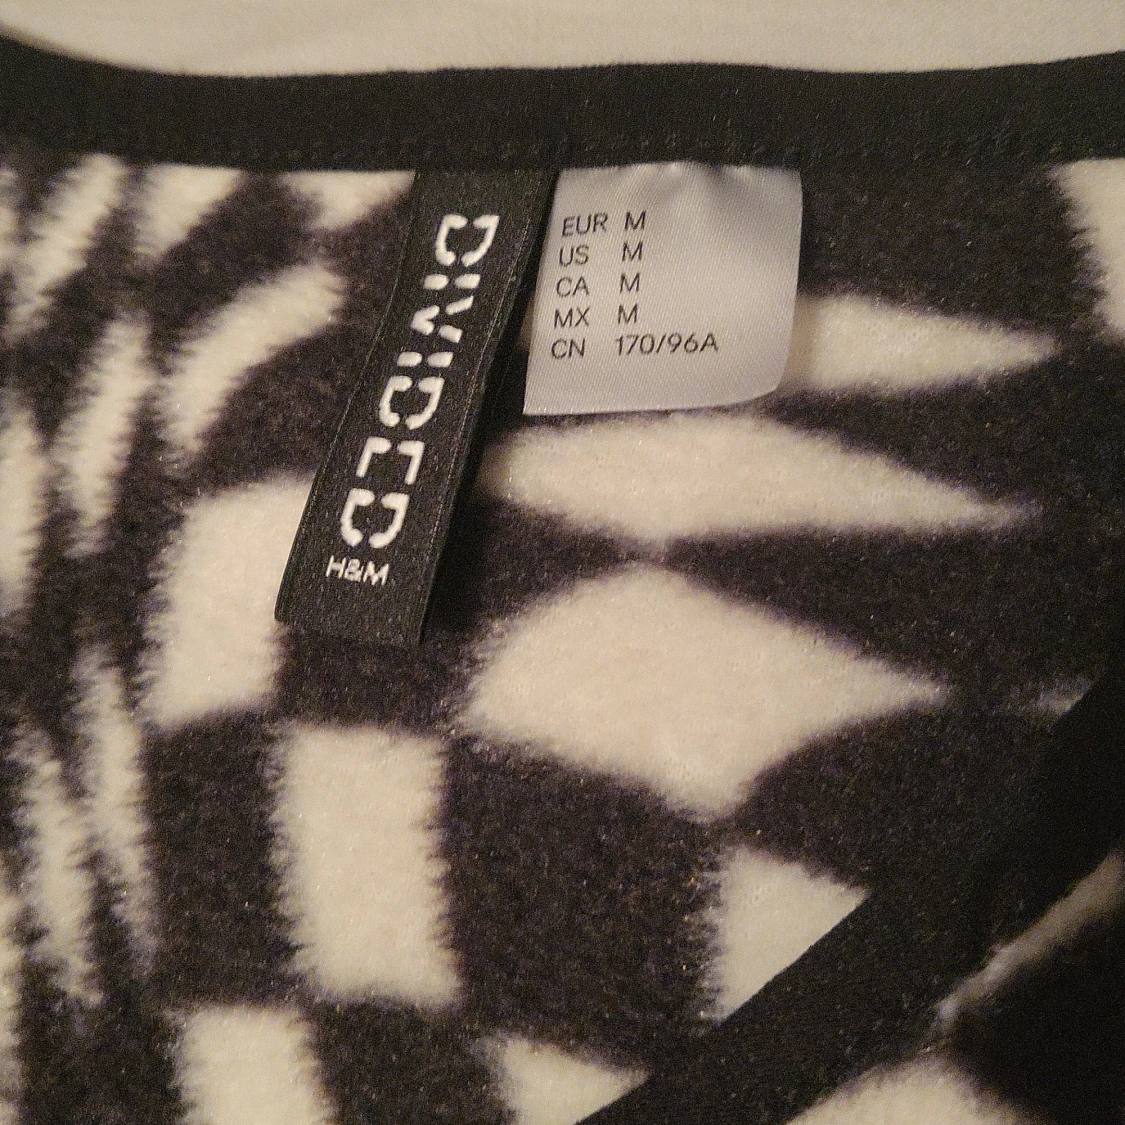 DIVIDED
H&M
EUR M
US M
CA M
MX M
CN 170/96A